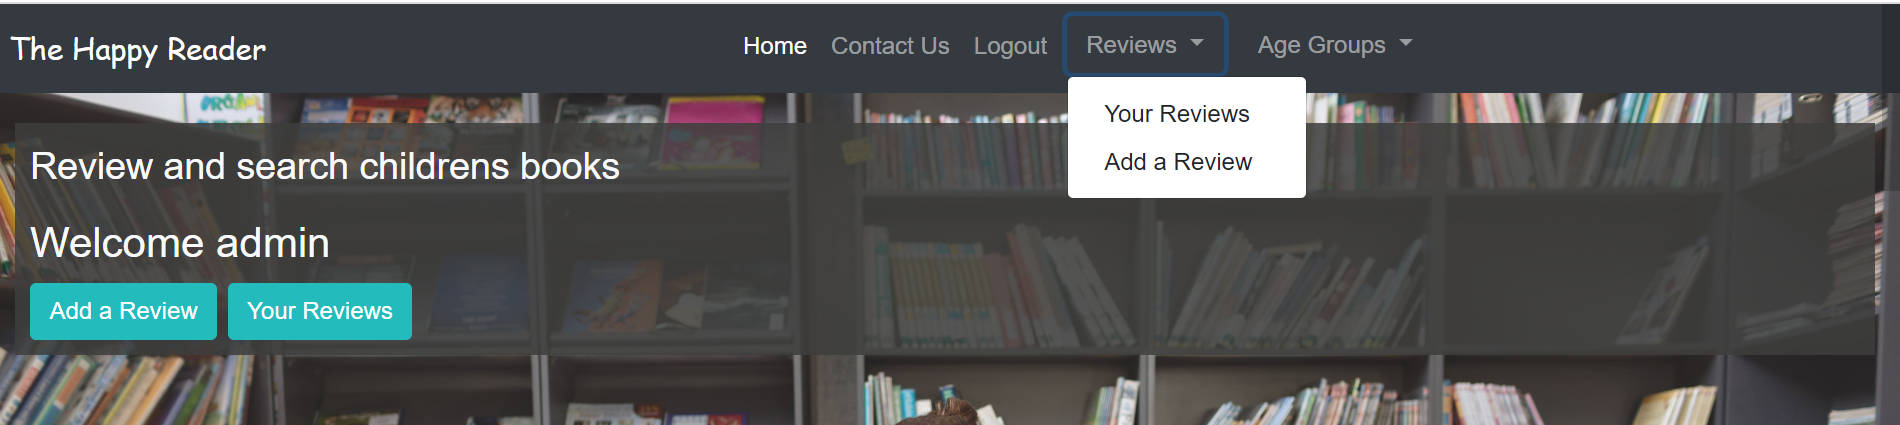 The Happy Reader
Home Contact Us Logout Reviews Age Groups
Your Reviews
Add a Review
Review and search childrens books
Welcome admin
Add a Review Your Reviews